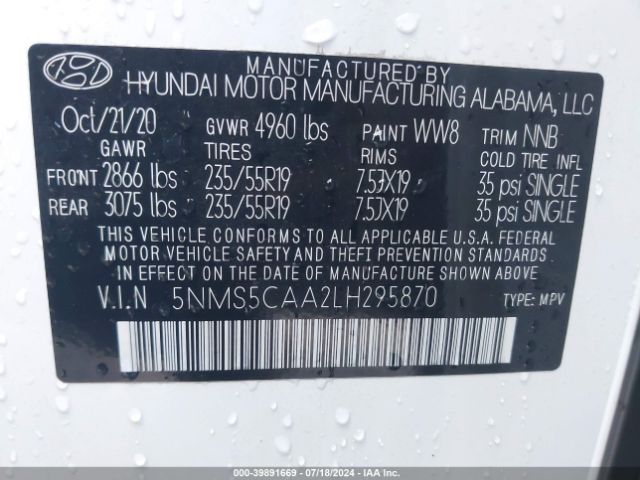 MANUFACTURED BY
HYUNDAI MOTOR MANUFACTURING ALABAMA, LLC
Oct/21/20 GVWR 4960 lbs PAINT WW8 TRIM NNB
GAWR TIRES RIMS COLD TIRE INFL
FRONT 2866 lbs 235/55R19 7.5JX19 35 psi SINGLE
REAR 3075 lbs 235/55R19 7.5JX19 35 psi SINGLE
THIS VEHICLE CONFORMS TO ALL APPLICABLE U.S.A. FEDERAL
MOTOR VEHICLE SAFETY AND THEFT PREVENTION STANDARDS
IN EFFECT ON THE DATE OF MANUFACTURE SHOWN ABOVE
V.I.N 5NMS5CAA2LH295870 TYPE: MPV
000-39891669 - 07/18/2024 - IAA Inc.